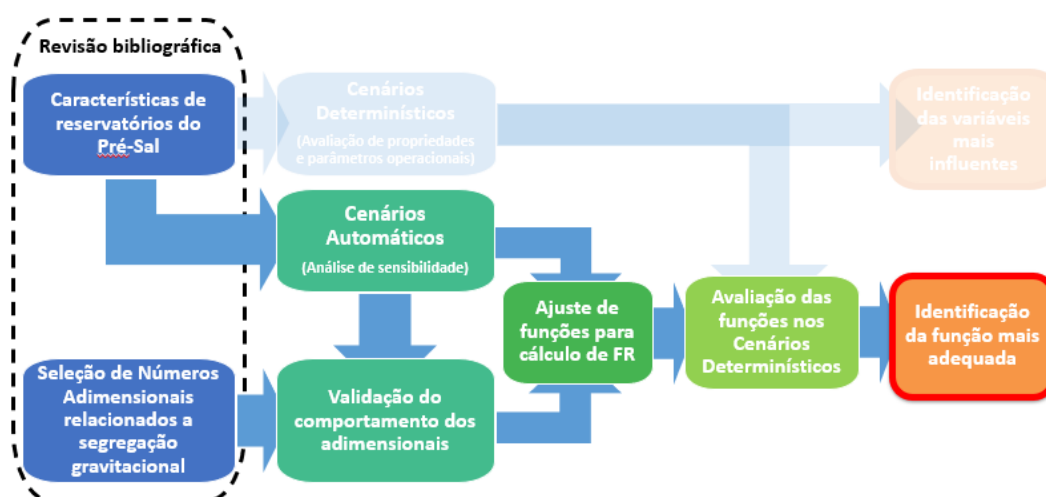 Revisão bibliográfica
Características de
reservatórios do
Pré-Sal
Cenários
Determinísticos
(Avaliação de propriedades
e parâmetros operacionais)
Identificação
das variáveis
mais
influentes
Cenários
Automáticos
(Análise de sensibilidade)
Ajuste de
funções para
cálculo de FR
Avaliação das
funções nos
Cenários
Determinísticos
Identificação
da função mais
adequada
Seleção de Números
Adimensionais
relacionados a
segregação
gravitacional
Validação do
comportamento dos
adimensionais